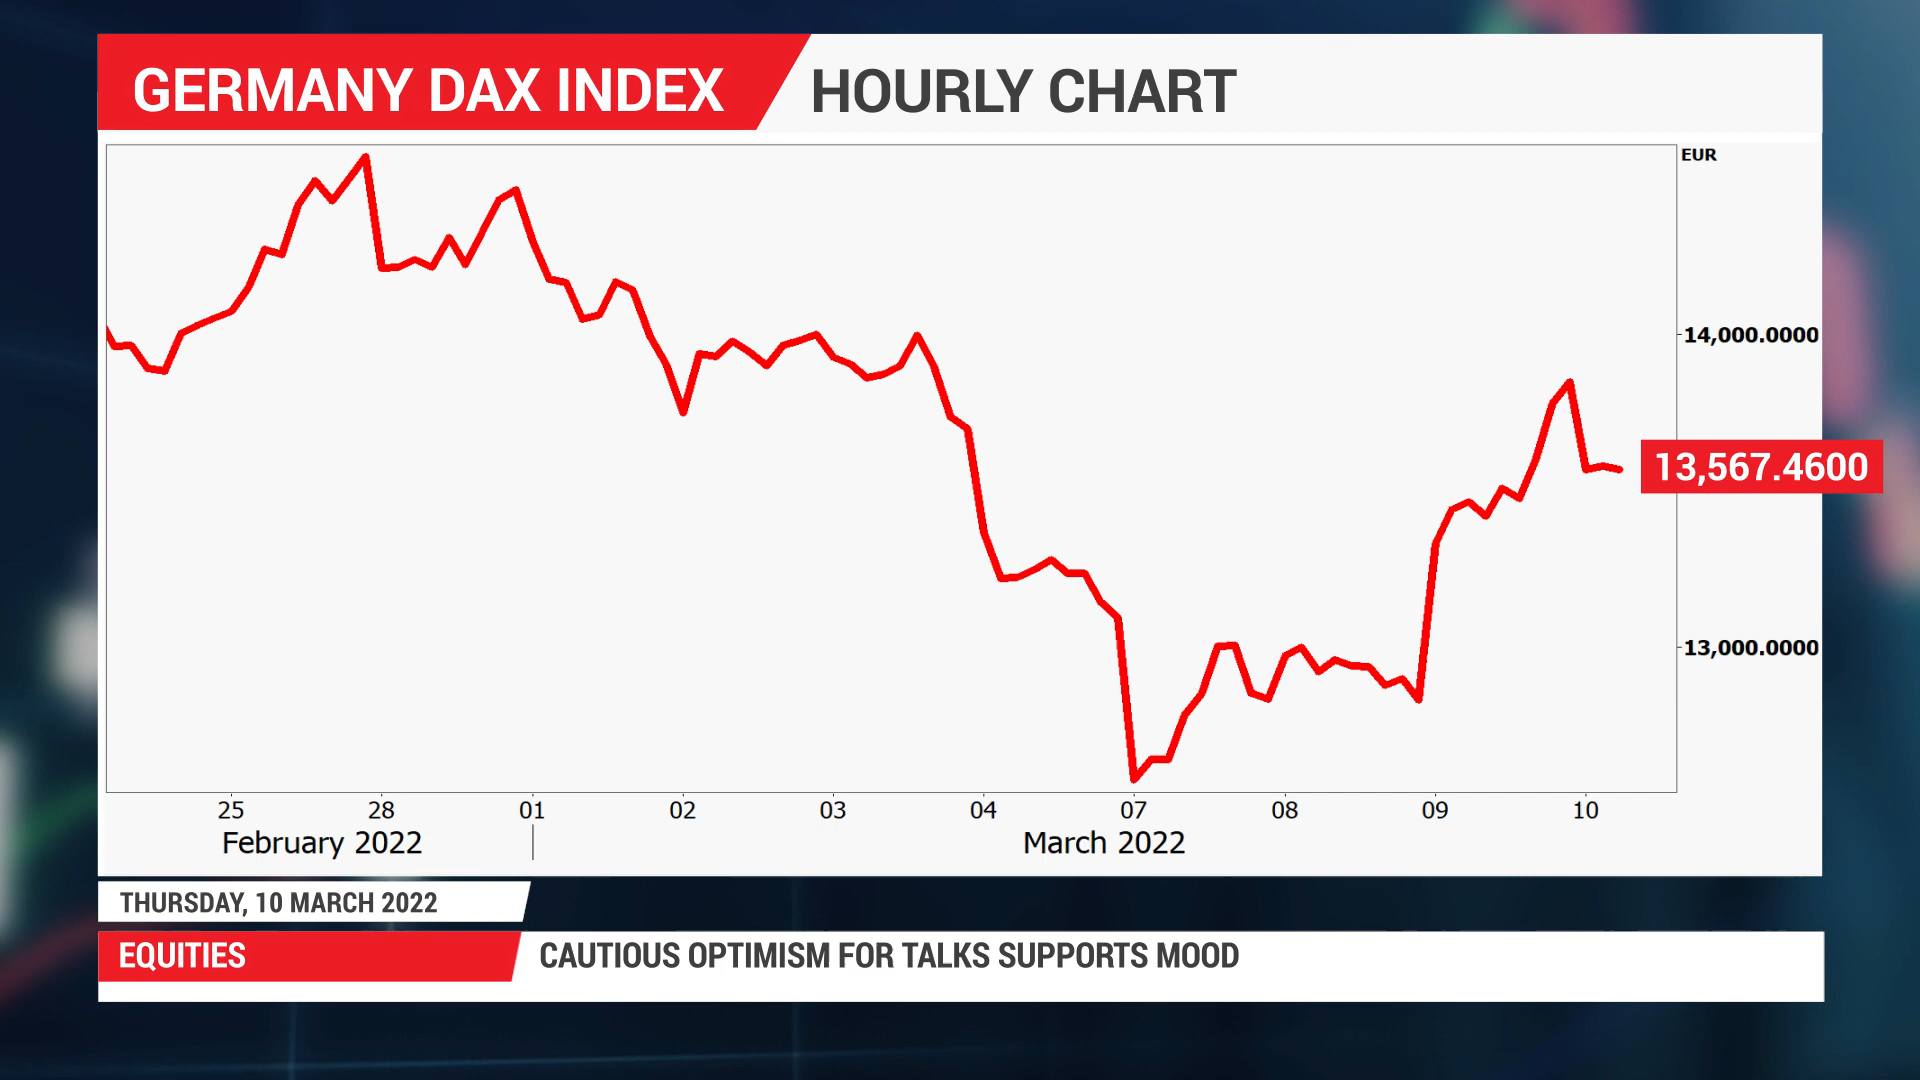 GERMANY DAX INDEX HOURLY CHART
EUR
14,000.0000
13,567.4600
13,000.0000
25 28 01 02 03 04 07 08 09 10
February 2022 March 2022
THURSDAY, 10 MARCH 2022
EQUITIES CAUTIOUS OPTIMISM FOR TALKS SUPPORTS MOOD